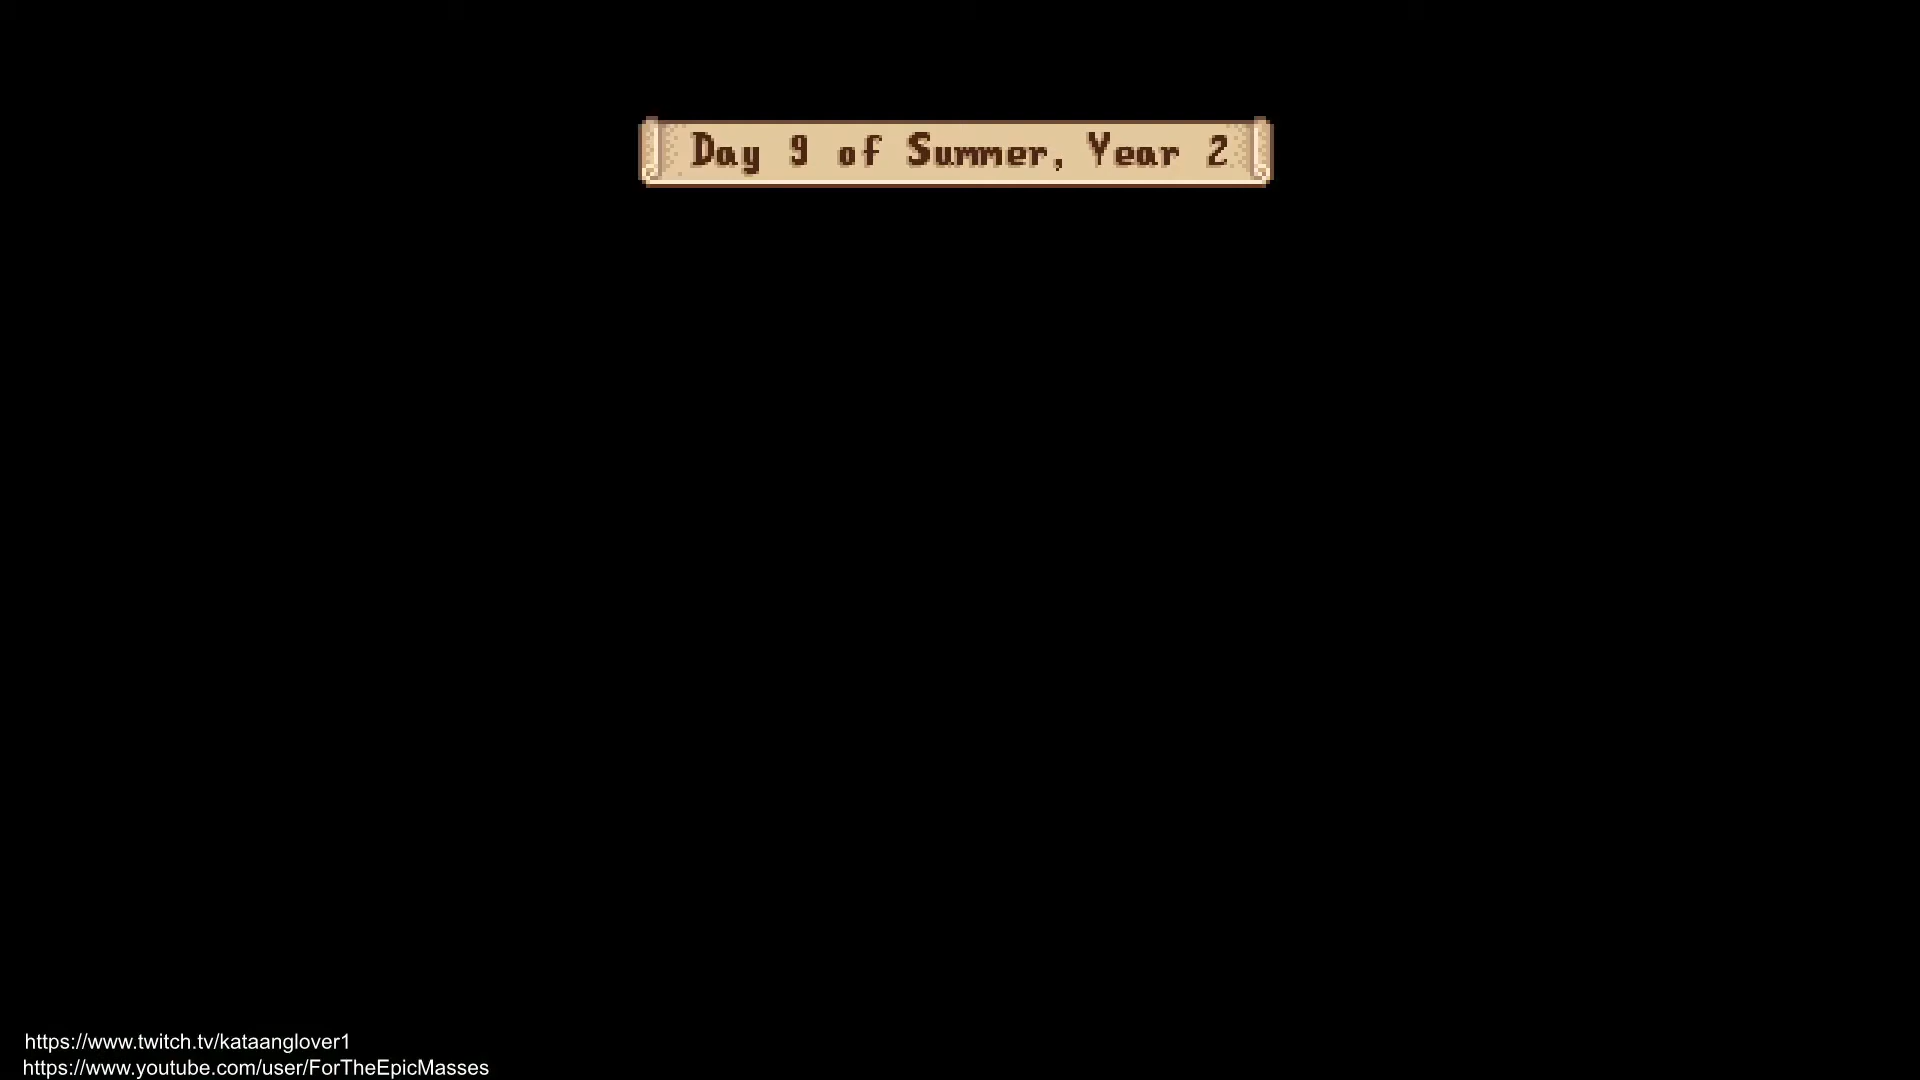 Day 9 of Summer, Year 2
https://www.twitch.tv/kataanglover1
https://www.youtube.com/user/ForTheEpicMasses